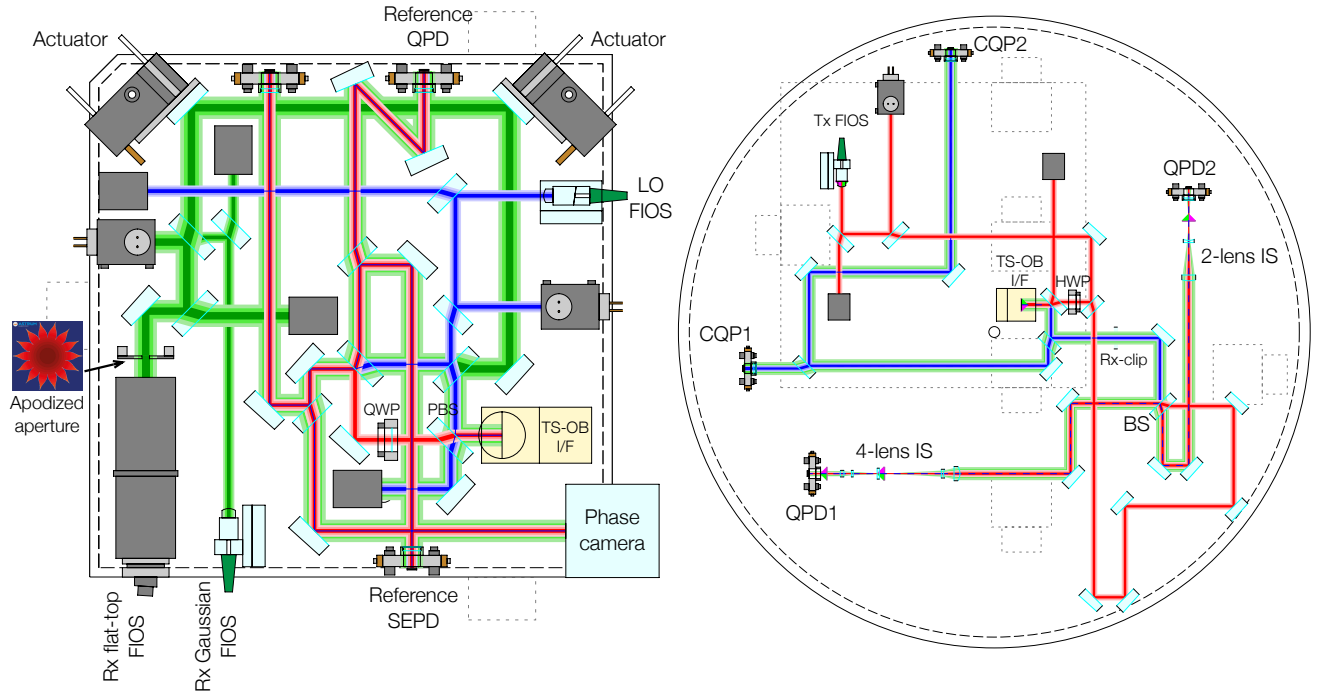 Reference
QPD
Actuator
Actuator
LO
FIOS
Apodized
aperture
QWP
PBS
TS-OB
I/F
Phase
camera
Reference
SEPD
Rx flat-top
FIOS
Rx Gaussian
FIOS
CQP2
Tx FIOS
QPD2
2-lens IS
TS-OB
I/F
HWP
CQP1
Rx-clip
BS
4-lens IS
QPD1